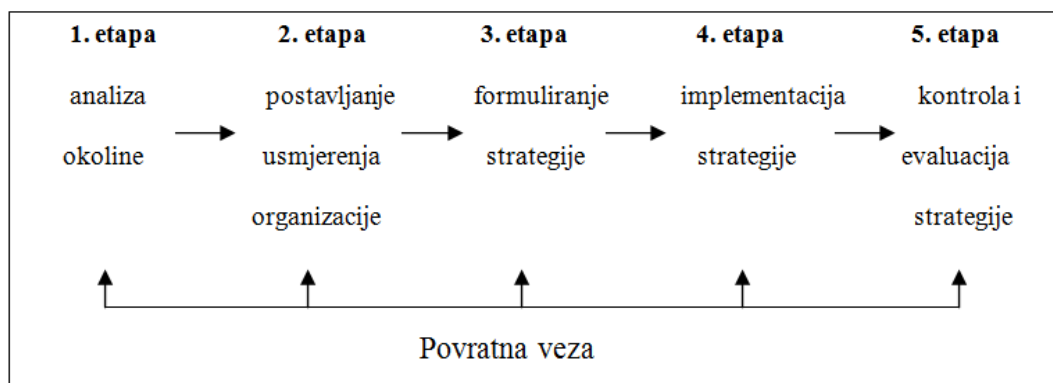 1. etapa 2. etapa 3. etapa 4. etapa 5. etapa
analiza postavljanje formuliranje implementacija kontrola i
okoline usmjerenja strategije strategije evaluacija
organizacije strategije
Povratna veza